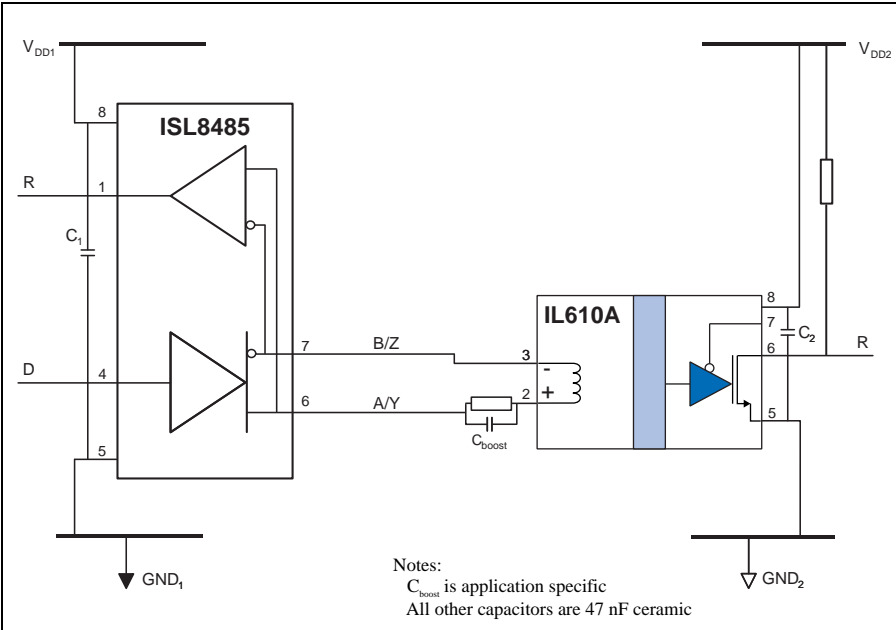 VDD1
VDD2
8
ISL8485
R
1
C1
IL610A
8
7
C2
6
R
7
B/Z
3
-
D
4
2
+
6
A/Y
5
Cboost
5
GND1
GND2
Notes:
Cboost is application specific
All other capacitors are 47 nF ceramic